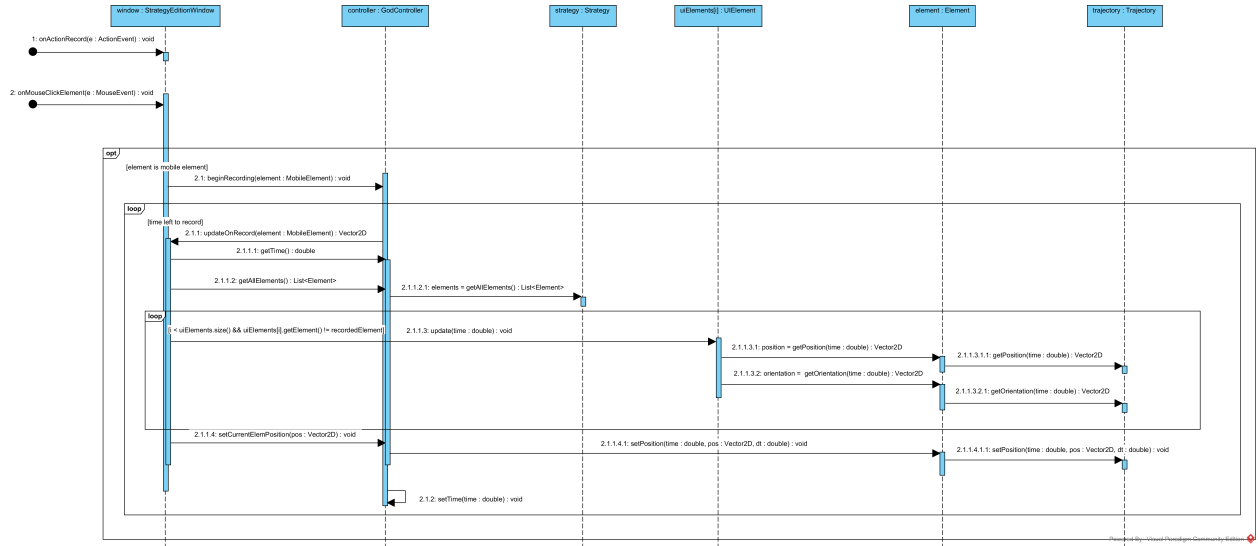 window : StrategyEditionWindow
controller : GodController
strategy : Strategy
uiElements[i] : UIElement
element : Element
trajectory : Trajectory
1: onActionRecord(e : ActionEvent) : void
2: onMouseClickElement(e : MouseEvent) : void
opt
[element is mobile element]
2.1: beginRecording(element : MobileElement) : void
loop
[time left to record]
2.1.1: updateOnRecord(element : MobileElement) : Vector2D
2.1.1.1: getTime() : double
2.1.1.2: getAllElements() : List<Element>
2.1.1.2.1: elements = getAllElements() : List<Element>
loop
[i < uiElements.size() && uiElements[i].getElement() != recordedElement]
2.1.1.3: update(time : double) : void
2.1.1.3.1: position = getPosition(time : double) : Vector2D
2.1.1.3.1.1: getPosition(time : double) : Vector2D
2.1.1.3.2: orientation = getOrientation(time : double) : Vector2D
2.1.1.3.2.1: getOrientation(time : double) : Vector2D
2.1.1.4: setCurrentElemPosition(pos : Vector2D) : void
2.1.1.4.1: setPosition(time : double, pos : Vector2D, dt : double) : void
2.1.1.4.1.1: setPosition(time : double, pos : Vector2D, dt : double) : void
2.1.2: setTime(time : double) : void
Powered By Visual Paradigm Community Edition